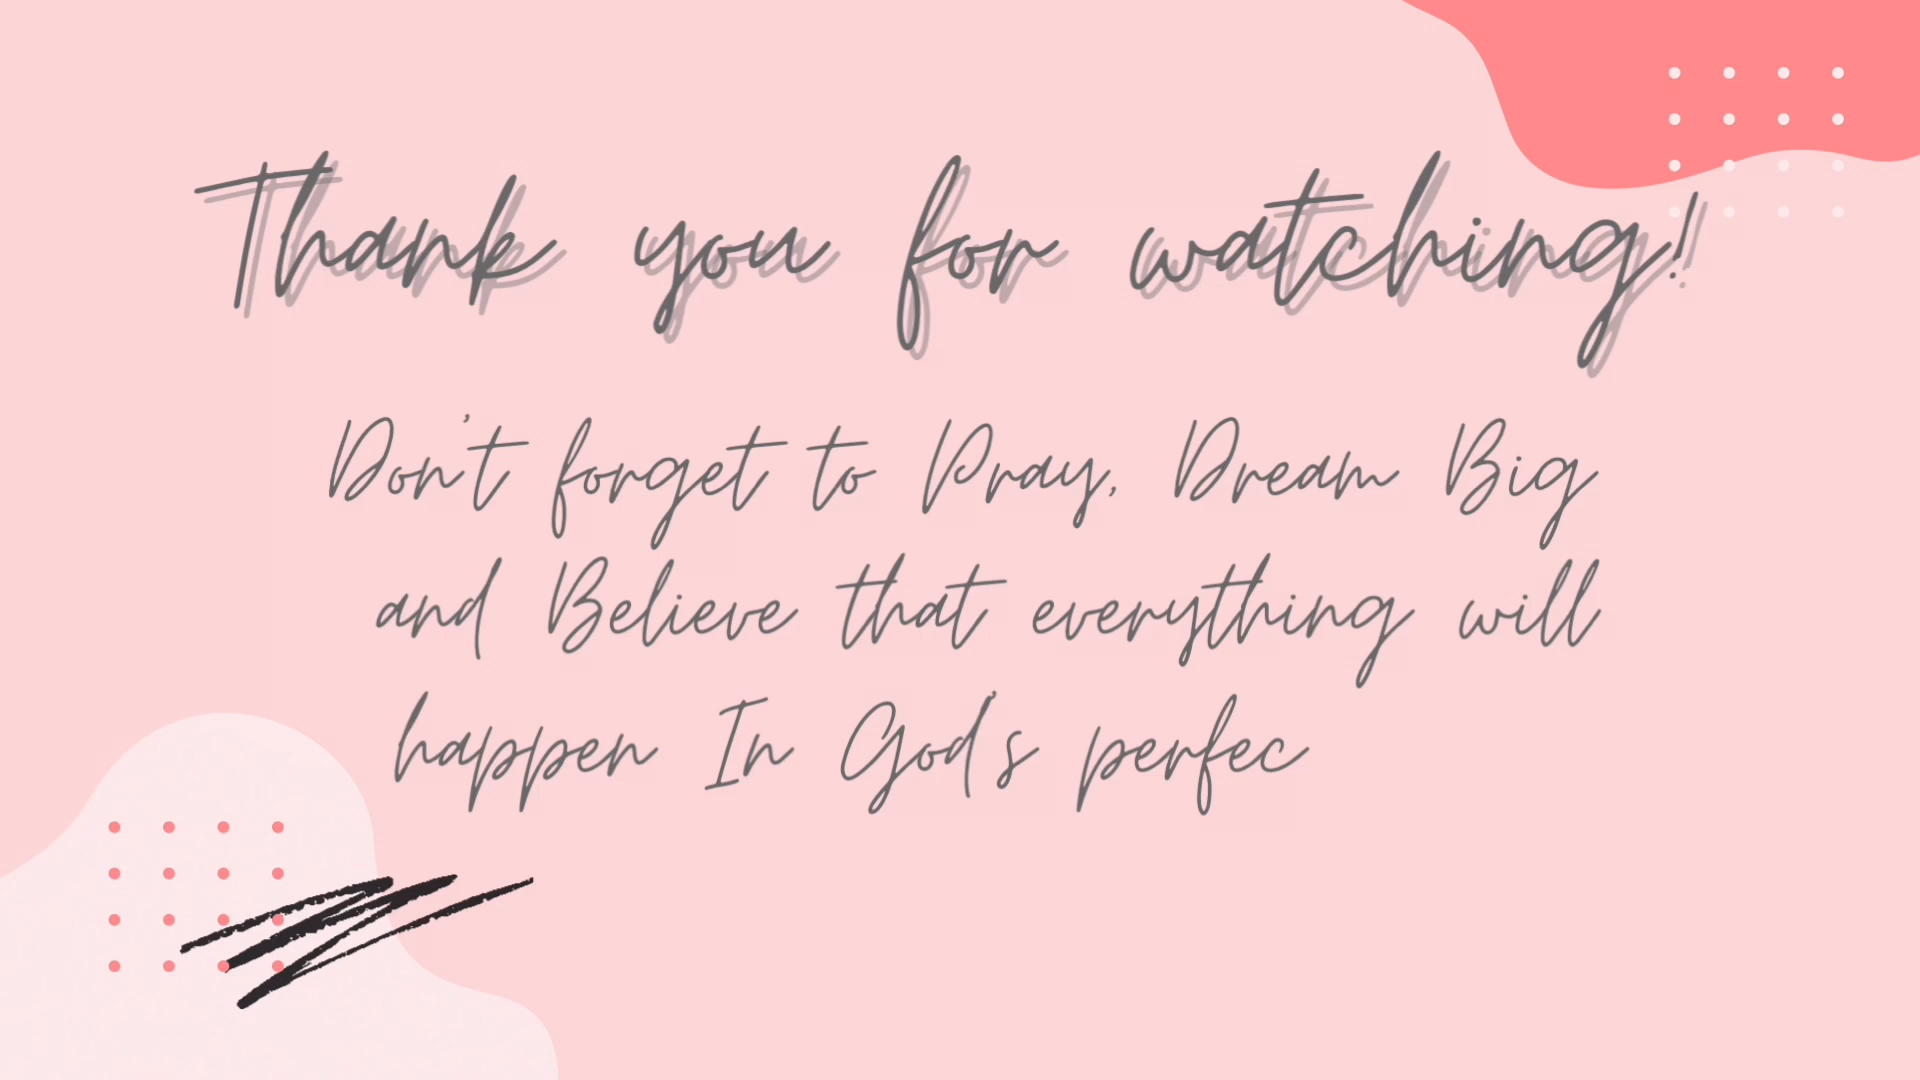 Thank you for watching!
Don't forget to Pray, Dream Big
and Believe that everything will
happen In God's perfec